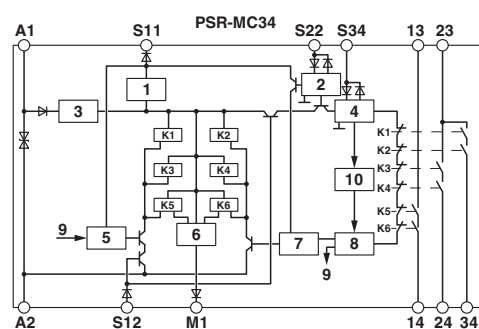 PSR-MC34
A1 S11 S22 S34 13 23
1 2
3 4
K1 K2 K1
K2
K3 K4 K3
10
K4
K5 K6 K5
9 5 6 7 8 K6
9
A2 S12 M1 14 24 34